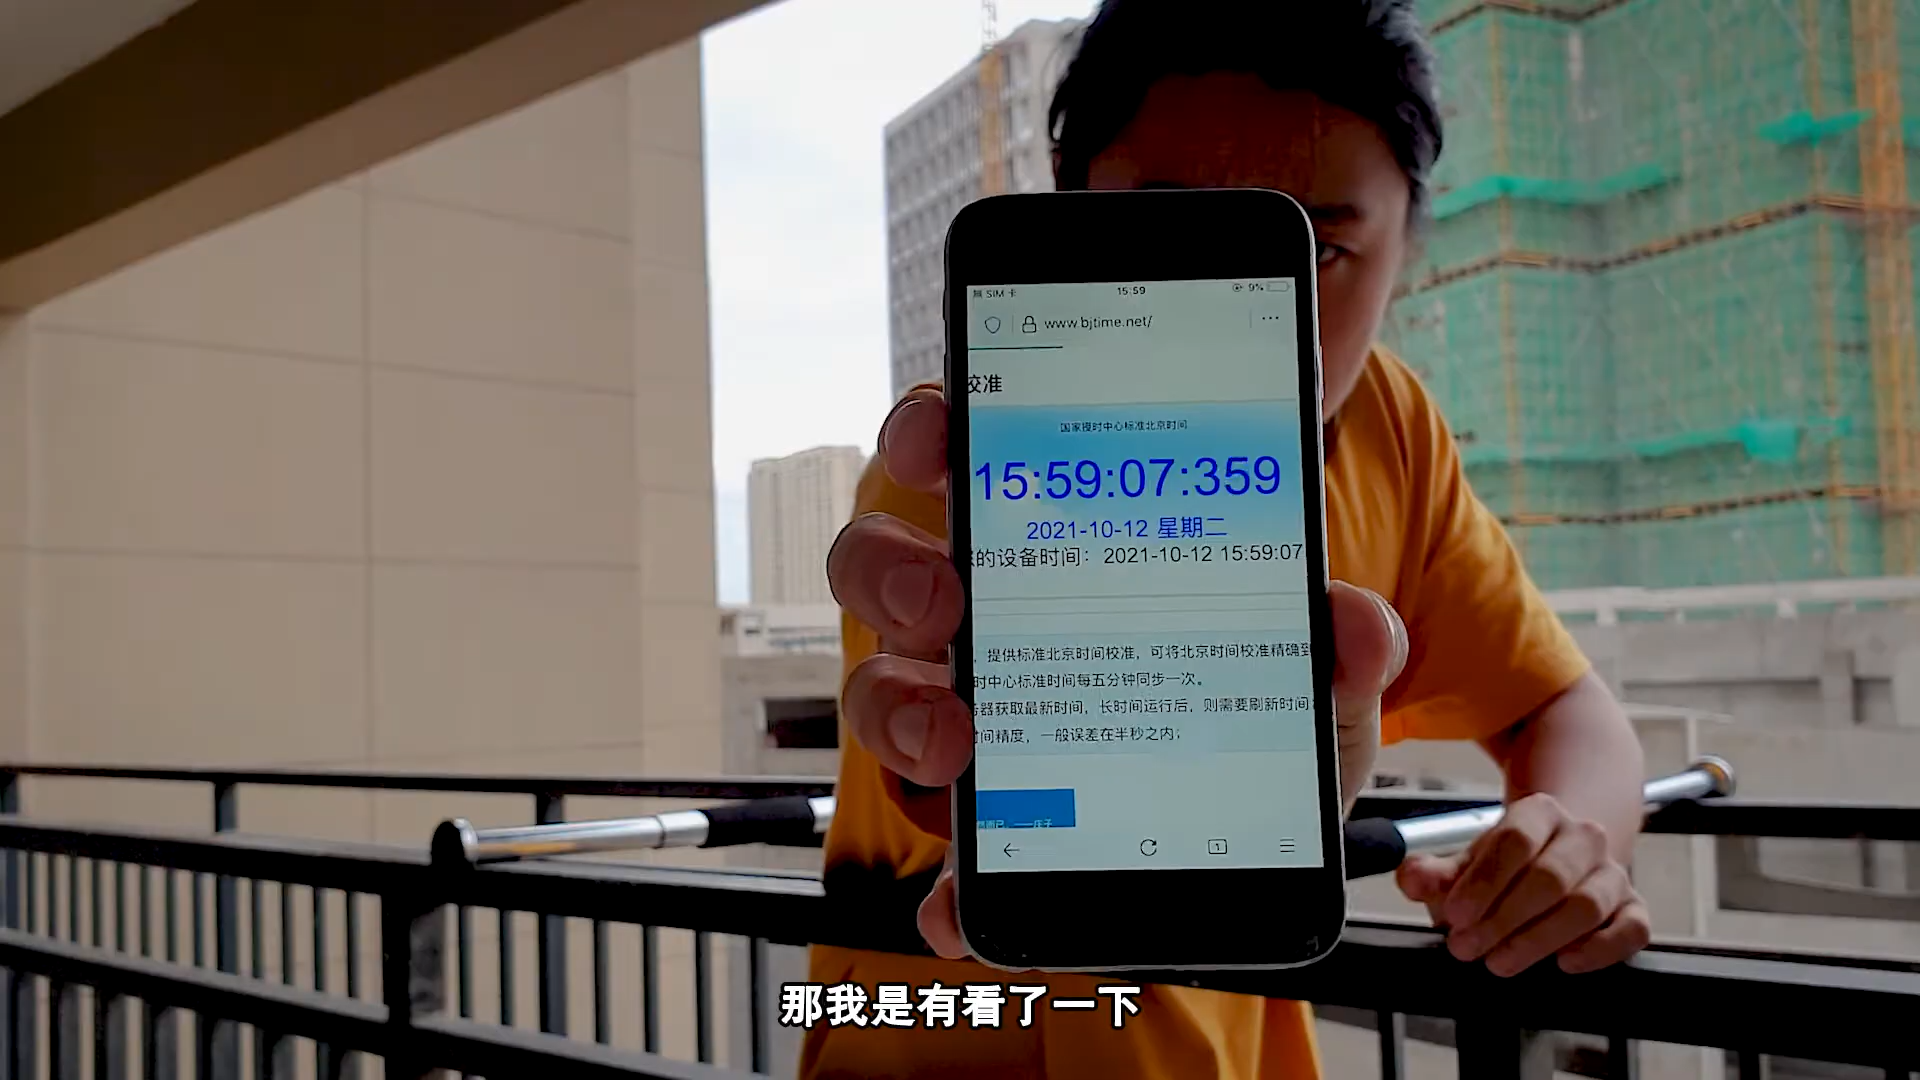 無 SIM 卡 15:59 9%
www.bjtime.net/ ...
校准
国家授时中心标准北京时间
15:59:07:359
2021-10-12 星期二
的设备时间：2021-10-12 15:59:07
，提供标准北京时间校准，可将北京时间校准精确到
时中心标准时间每五分钟同步一次。
器获取最新时间，长时间运行后，则需要刷新时间
间精度，一般误差在半秒之内；
而已。——庄子
1
那我是有看了一下